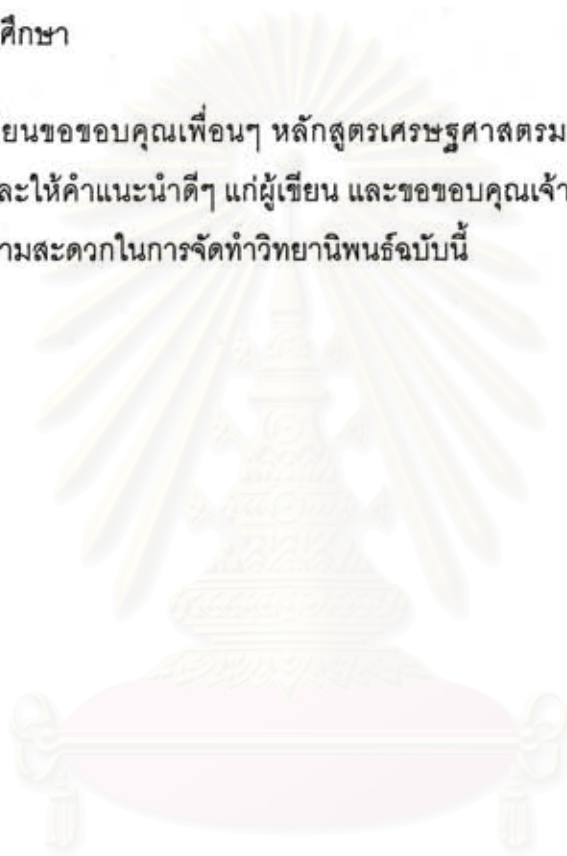 ศึกษา
ยนขอขอบคุณเพื่อนๆ หลักสูตรเศรษฐศาสตรม
ละให้คำแนะนำดีๆ แก่ผู้เขียน และขอขอบคุณเจ้า
ามสะดวกในการจัดทำวิทยานิพนธ์ฉบับนี้